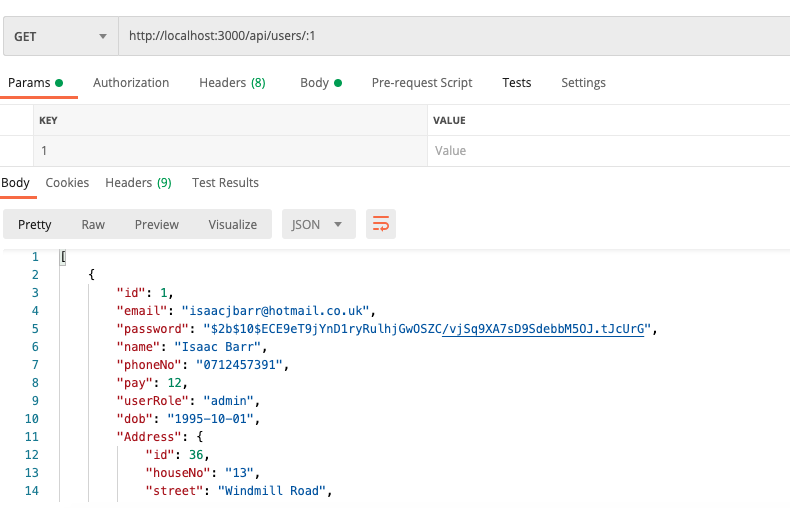 GET http://localhost:3000/api/users/:1
Params Authorization Headers (8) Body Pre-request Script Tests Settings
KEY VALUE
1 Value
Body Cookies Headers (9) Test Results
Pretty Raw Preview Visualize JSON
1 [
2 {
3 "id": 1,
4 "email": "isaacjbarr@hotmail.co.uk",
5 "password": "$2b$10$ECE9eT9jYnD1ryRulhjGwOSZC/vjSq9XA7sD9SdebbM5OJ.tJcUrG",
6 "name": "Isaac Barr",
7 "phoneNo": "0712457391",
8 "pay": 12,
9 "userRole": "admin",
10 "dob": "1995-10-01",
11 "Address": {
12 "id": 36,
13 "houseNo": "13",
14 "street": "Windmill Road",